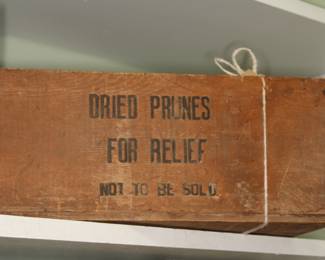 DRIED PRUNES
FOR RELIEF
NOT TO BE SOLD